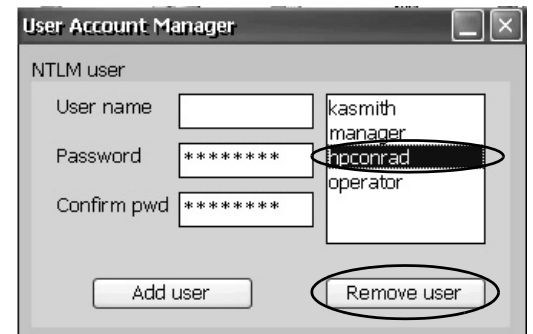 User Account Manager
NTLM user
User name
kasmith
manager
Password ********
hpconrad
operator
Confirm pwd ********
Add user
Remove user